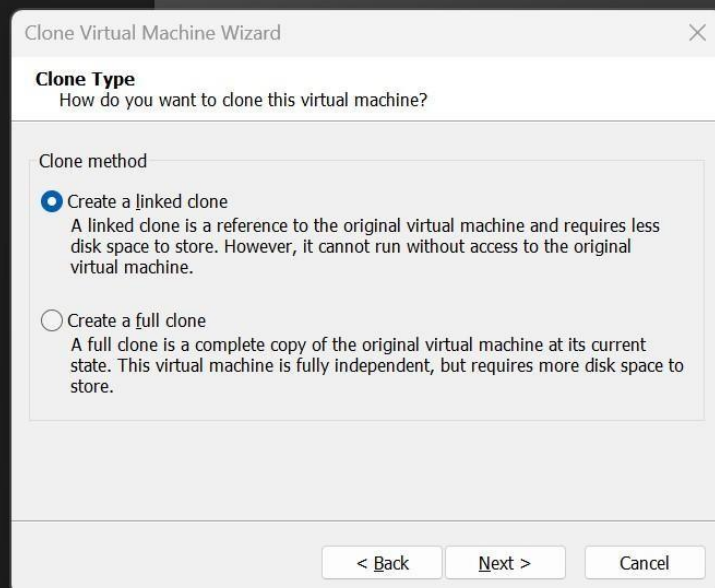 Clone Virtual Machine Wizard
Clone Type
How do you want to clone this virtual machine?
Clone method
Create a linked clone
A linked clone is a reference to the original virtual machine and requires less
disk space to store. However, it cannot run without access to the original
virtual machine.
Create a full clone
A full clone is a complete copy of the original virtual machine at its current
state. This virtual machine is fully independent, but requires more disk space to
store.
< Back
Next >
Cancel